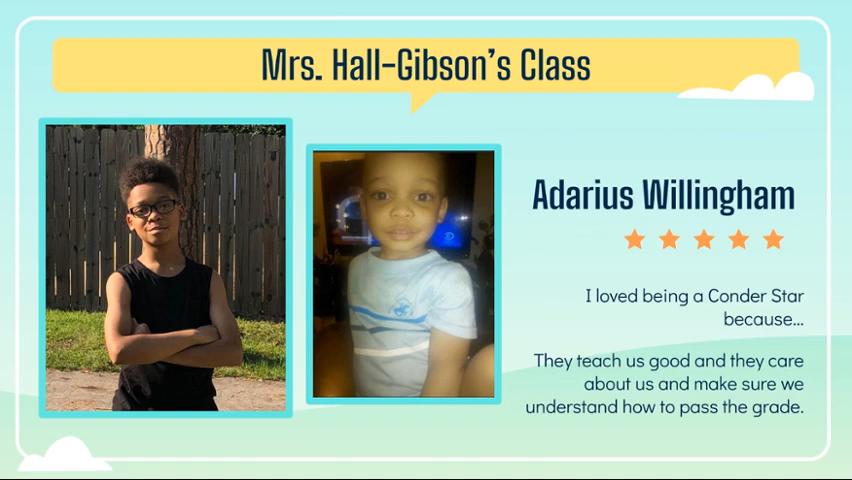 Mrs. Hall-Gibson's Class
Adarius Willingham
I loved being a Conder Star
because...
They teach us good and they care
about us and make sure we
understand how to pass the grade.